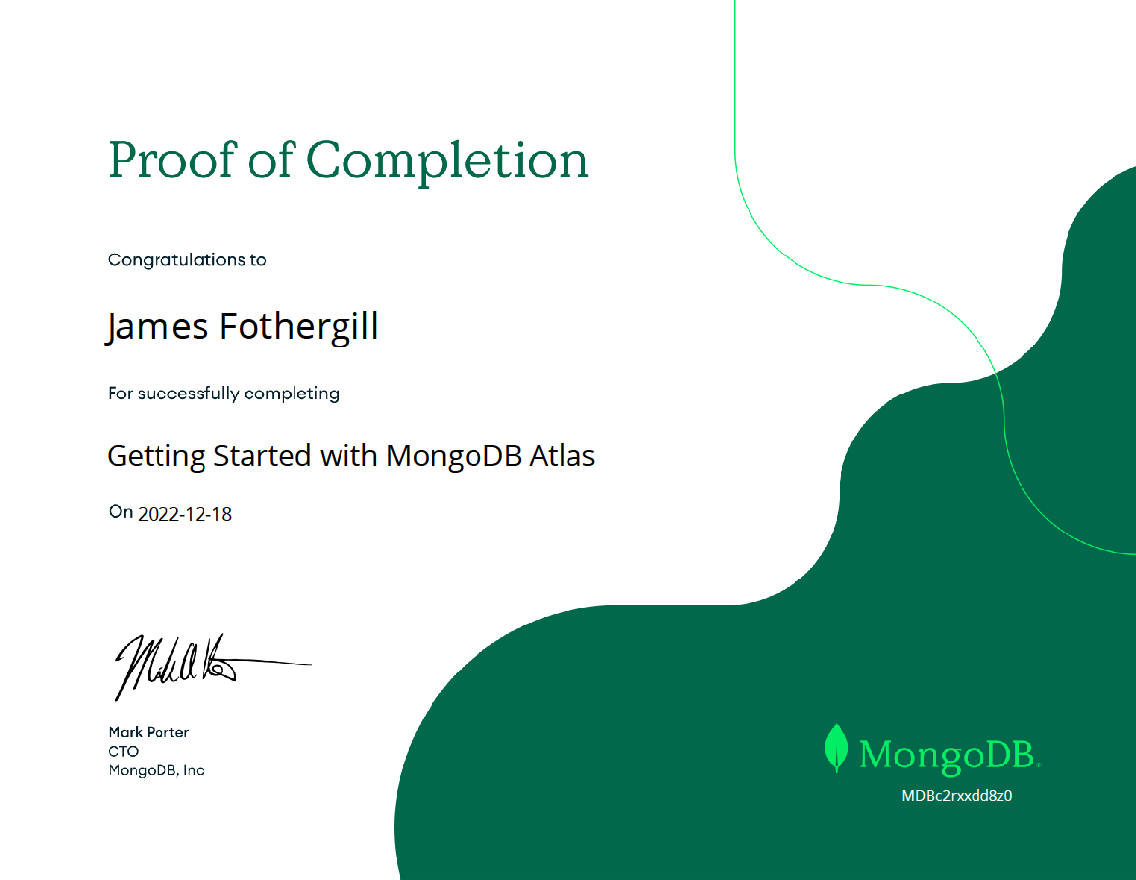 Proof of Completion
Congratulations to
James Fothergill
For successfully completing
Getting Started with MongoDB Atlas
On 2022-12-18
Mark Porter
CTO
MongoDB, Inc
MongoDB®
MDBc2rxxdd8z0